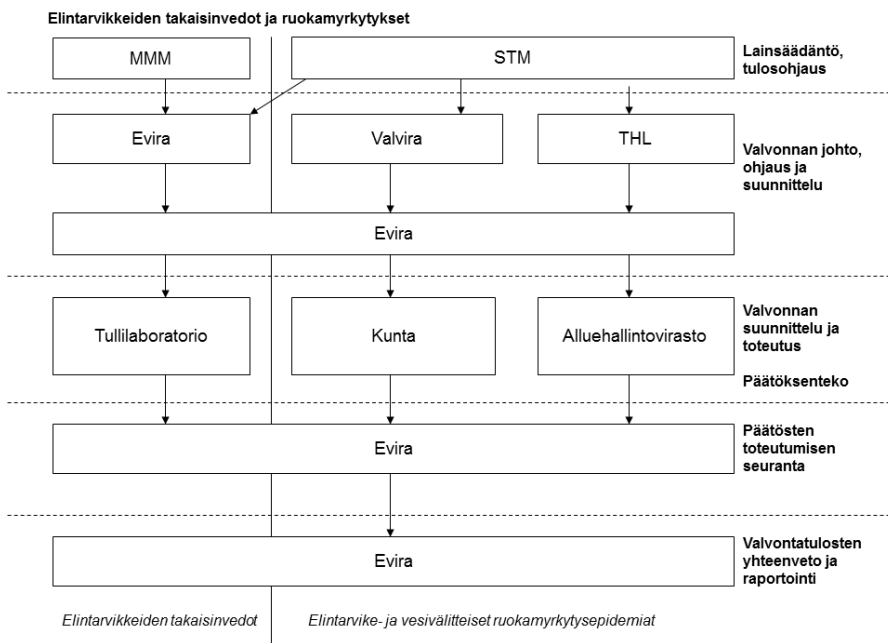 Elintarvikkeiden takaisinvedot ja ruokamyrkytykset
MMM
STM
Lainsäädäntö,
tulosohjaus
Evira
Valvira
THL
Valvonnan johto,
ohjaus ja
suunnittelu
Evira
Tullilaboratorio
Kunta
Alluehallintovirasto
Valvonnan
suunnittelu ja
toteutus
Päätöksenteko
Evira
Päätösten
toteutumisen
seuranta
Evira
Valvontatulosten
yhteenveto ja
raportointi
Elintarvikkeiden takaisinvedot
Elintarvike- ja vesivälitteiset ruokamyrkytysepidemiat